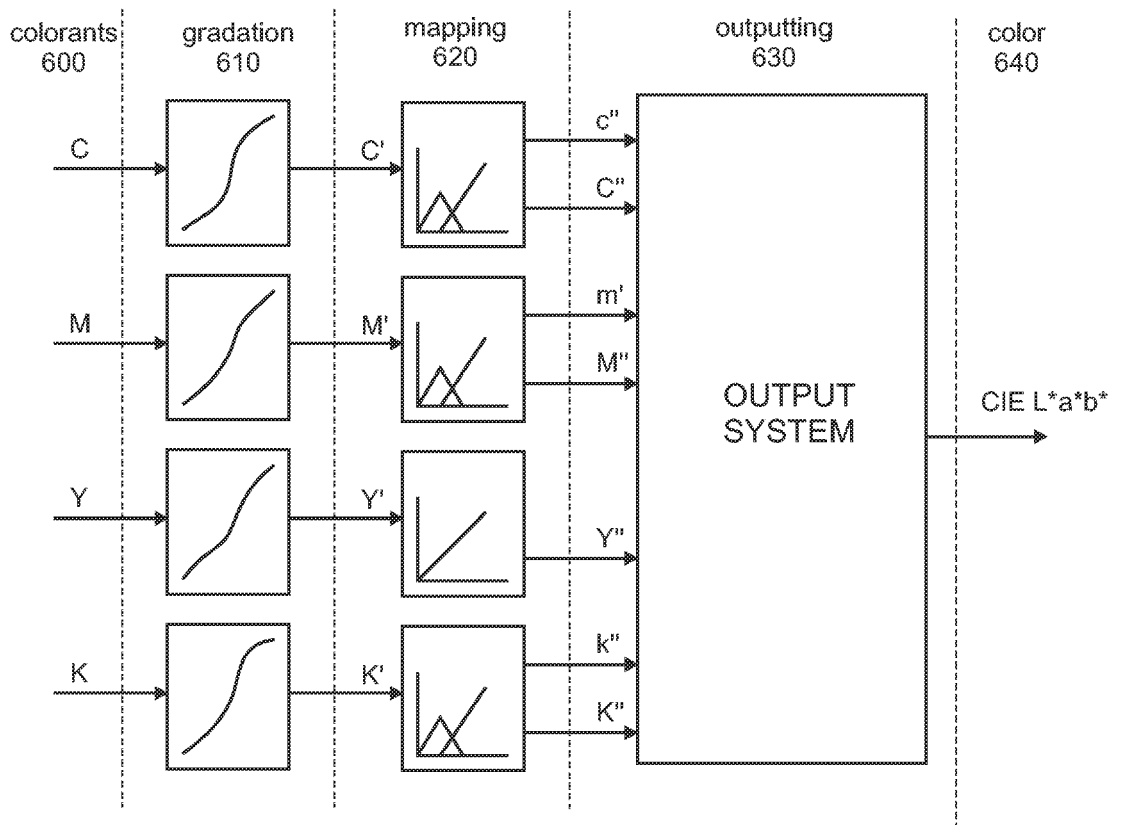 colorants
600
gradation
610
mapping
620
outputting
630
color
640
C
C'
c"
C"
M
M'
m'
M"
OUTPUT
SYSTEM
CIE L*a*b*
Y
Y'
Y"
K
K'
k"
K"